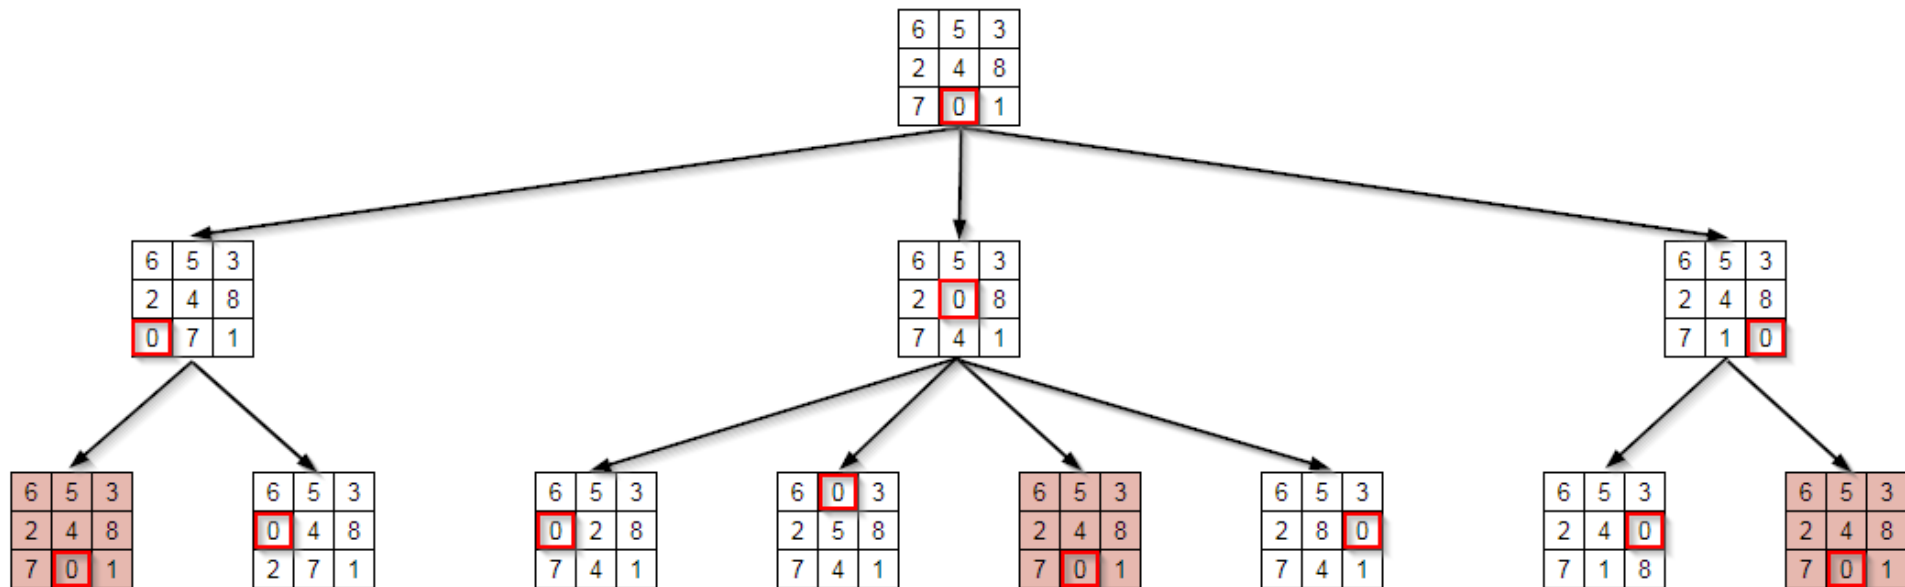 6 5 3
2 4 8
7 0 1
6 5 3 6 5 3 6 5 3
2 4 8 2 0 8 2 4 8
0 7 1 7 4 1 7 1 0
6 5 3 6 5 3 6 5 3 6 0 3 6 5 3 6 5 3 6 5 3 6 5 3
2 4 8 0 4 8 0 2 8 2 5 8 2 4 8 2 8 0 2 4 0 2 4 8
7 0 1 2 7 1 7 4 1 7 4 1 7 0 1 7 4 1 7 1 8 7 0 1